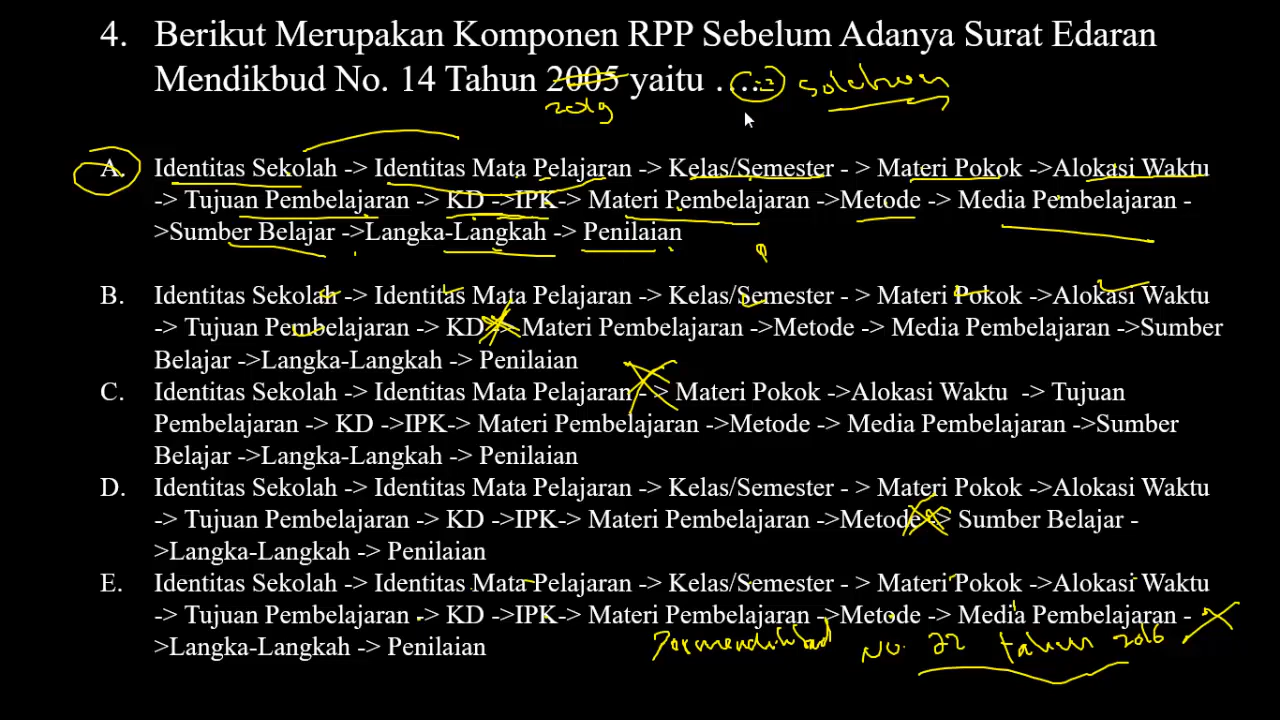 4. Berikut Merupakan Komponen RPP Sebelum Adanya Surat Edaran
Mendikbud No. 14 Tahun 2005 yaitu ….
2019
A. Identitas Sekolah -> Identitas Mata Pelajaran -> Kelas/Semester - > Materi Pokok ->Alokasi Waktu
-> Tujuan Pembelajaran -> KD ->IPK-> Materi Pembelajaran ->Metode -> Media Pembelajaran -
>Sumber Belajar ->Langka-Langkah -> Penilaian
B. Identitas Sekolah -> Identitas Mata Pelajaran -> Kelas/Semester - > Materi Pokok ->Alokasi Waktu
-> Tujuan Pembelajaran -> KD -> Materi Pembelajaran ->Metode -> Media Pembelajaran ->Sumber
Belajar ->Langka-Langkah -> Penilaian
C. Identitas Sekolah -> Identitas Mata Pelajaran - > Materi Pokok ->Alokasi Waktu -> Tujuan
Pembelajaran -> KD ->IPK-> Materi Pembelajaran ->Metode -> Media Pembelajaran ->Sumber
Belajar ->Langka-Langkah -> Penilaian
D. Identitas Sekolah -> Identitas Mata Pelajaran -> Kelas/Semester - > Materi Pokok ->Alokasi Waktu
-> Tujuan Pembelajaran -> KD ->IPK-> Materi Pembelajaran ->Metode -> Sumber Belajar -
>Langka-Langkah -> Penilaian
E. Identitas Sekolah -> Identitas Mata Pelajaran -> Kelas/Semester - > Materi Pokok ->Alokasi Waktu
-> Tujuan Pembelajaran -> KD ->IPK-> Materi Pembelajaran ->Metode -> Media Pembelajaran -
>Langka-Langkah -> Penilaian
Permendikbud No. 22 tahun 2016